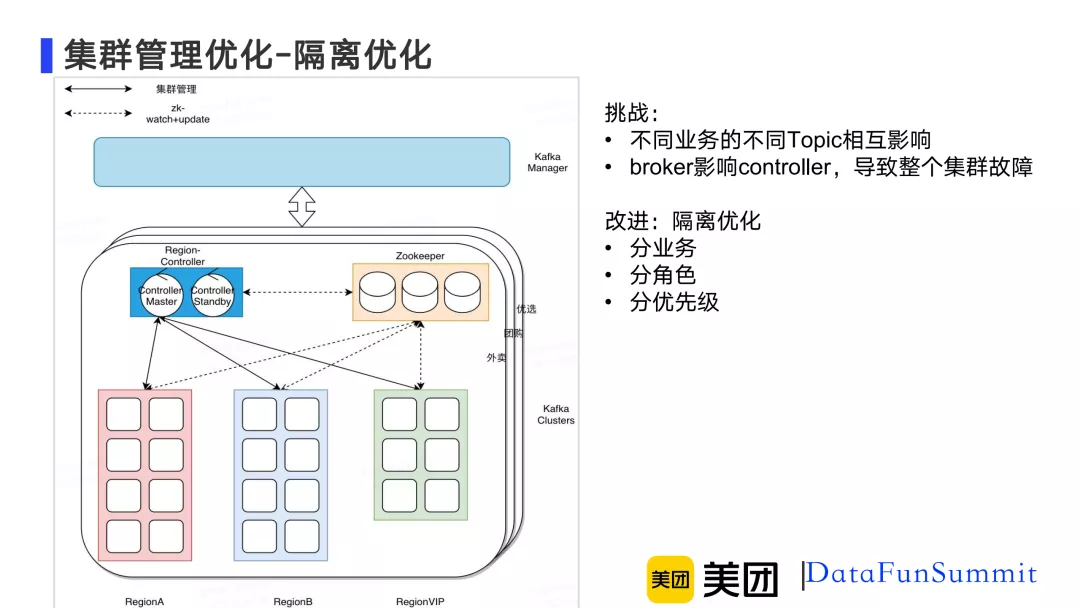 集群管理优化-隔离优化
集群管理
zk-
watch+update
Kafka
Manager
Region-
Controller
Controller
Master
Controller
Standby
Zookeeper
优选
团购
外卖
Kafka
Clusters
RegionA
RegionB
RegionVIP
挑战：
• 不同业务的不同Topic相互影响
• broker影响controller，导致整个集群故障
改进：隔离优化
• 分业务
• 分角色
• 分优先级
美团
美团
DataFunSummit